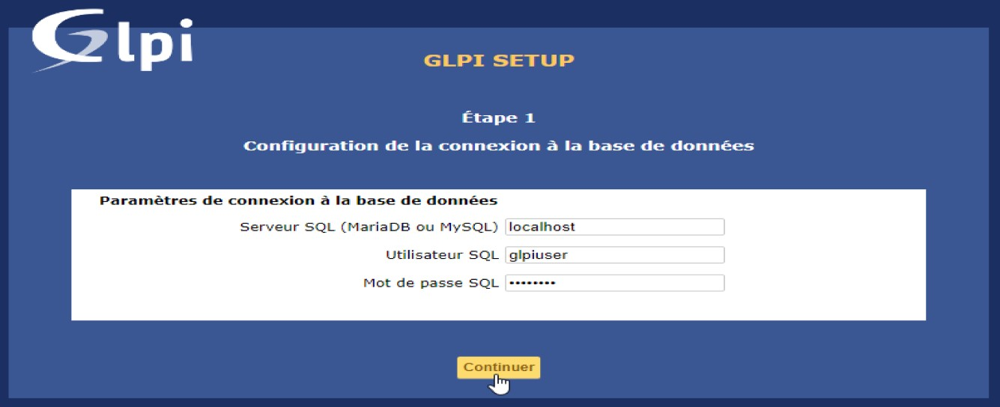 Glpi
GLPI SETUP
Étape 1
Configuration de la connexion à la base de données
Paramètres de connexion à la base de données
Serveur SQL (MariaDB ou MySQL) localhost
Utilisateur SQL glpiuser
Mot de passe SQL ••••••••
Continuer